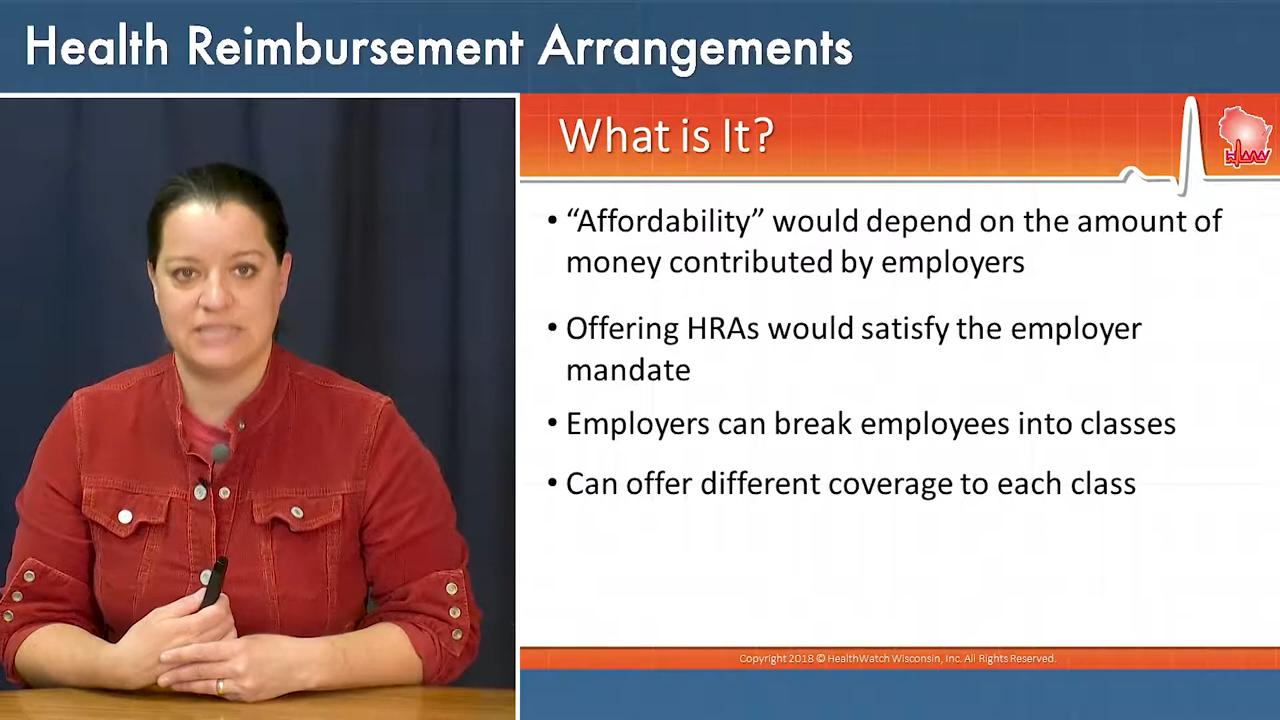 Health Reimbursement Arrangements
What is It?
• “Affordability” would depend on the amount of
money contributed by employers
• Offering HRAs would satisfy the employer
mandate
• Employers can break employees into classes
• Can offer different coverage to each class
Copyright 2018 © HealthWatch Wisconsin, Inc. All Rights Reserved.